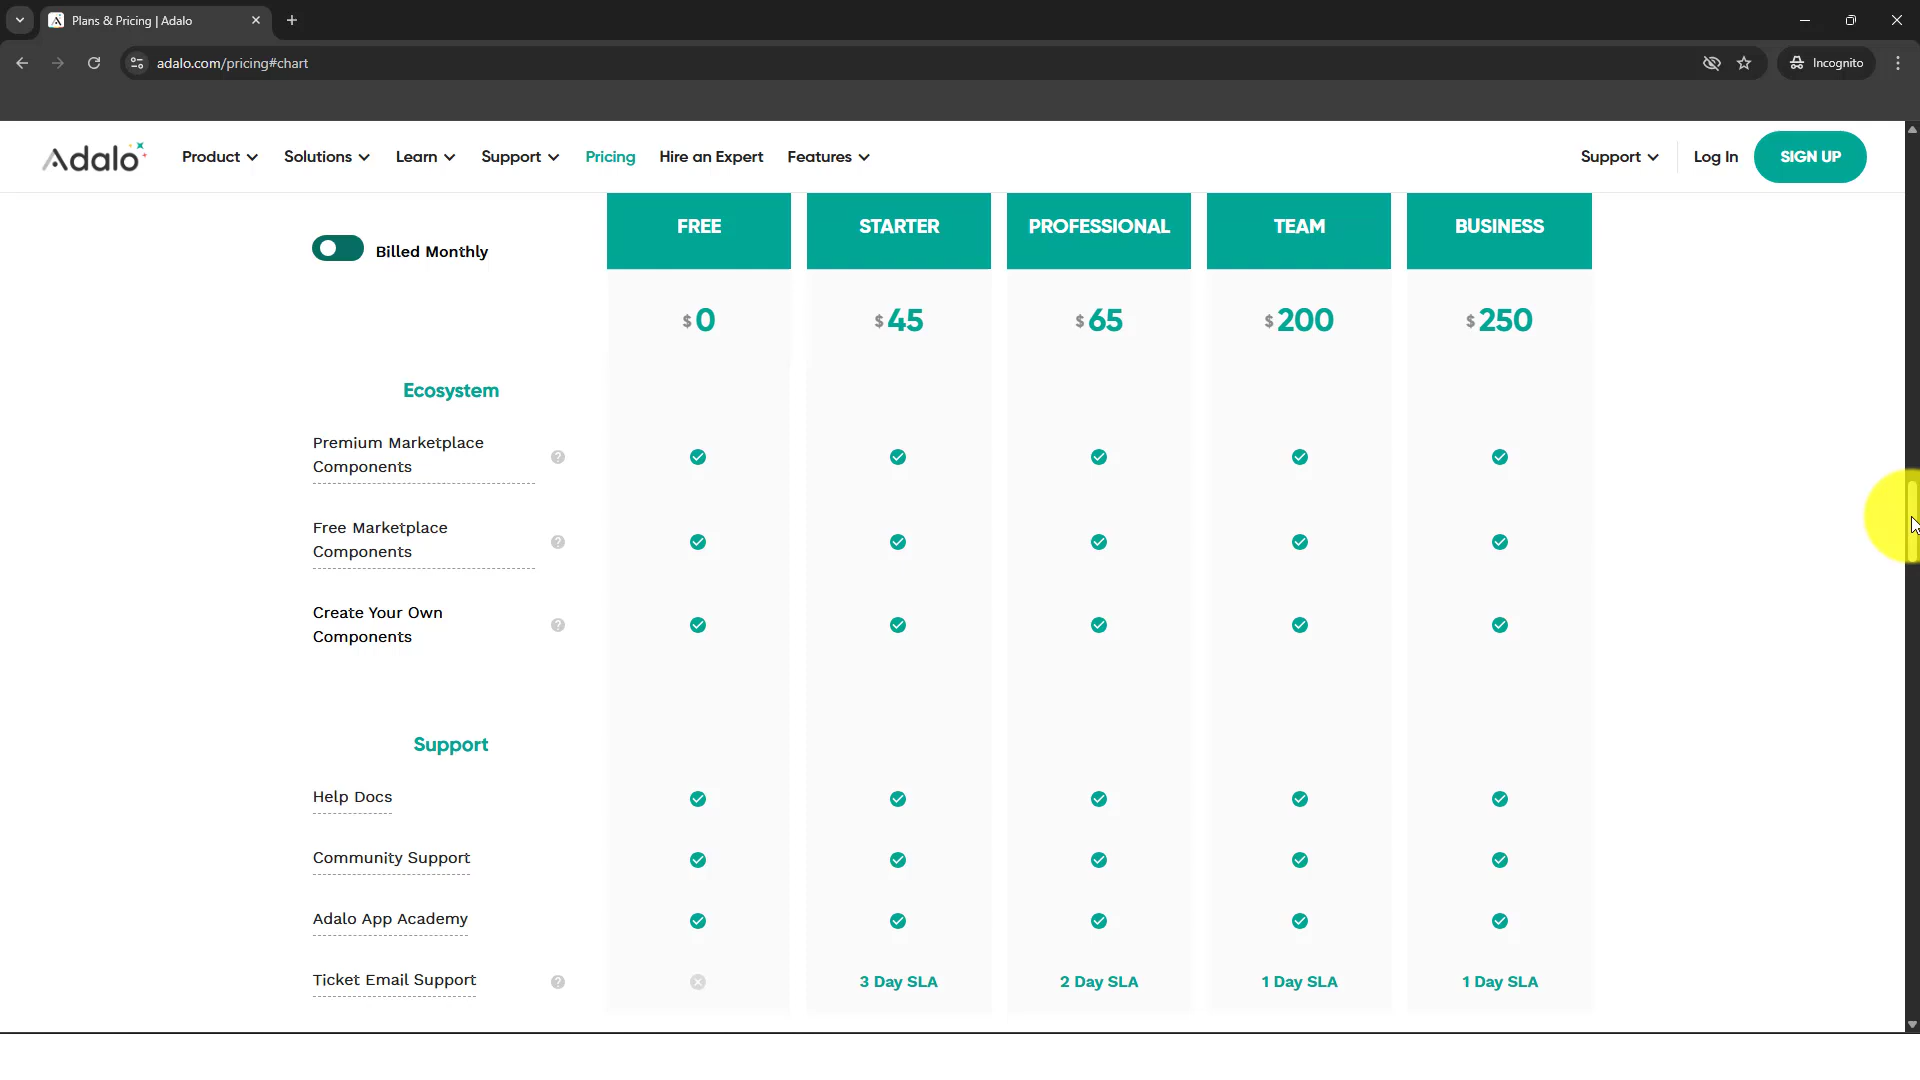 Plans & Pricing | Adalo
adalo.com/pricing#chart
Incognito
Adalo
Product
Solutions
Learn
Support
Pricing
Hire an Expert
Features
Support
Log In
SIGN UP
Billed Monthly
FREE
STARTER
PROFESSIONAL
TEAM
BUSINESS
$ 0
$ 45
$ 65
$ 200
$ 250
Ecosystem
Premium Marketplace
Components
?
Free Marketplace
Components
?
Create Your Own
Components
?
Support
Help Docs
Community Support
Adalo App Academy
Ticket Email Support
?
3 Day SLA
2 Day SLA
1 Day SLA
1 Day SLA